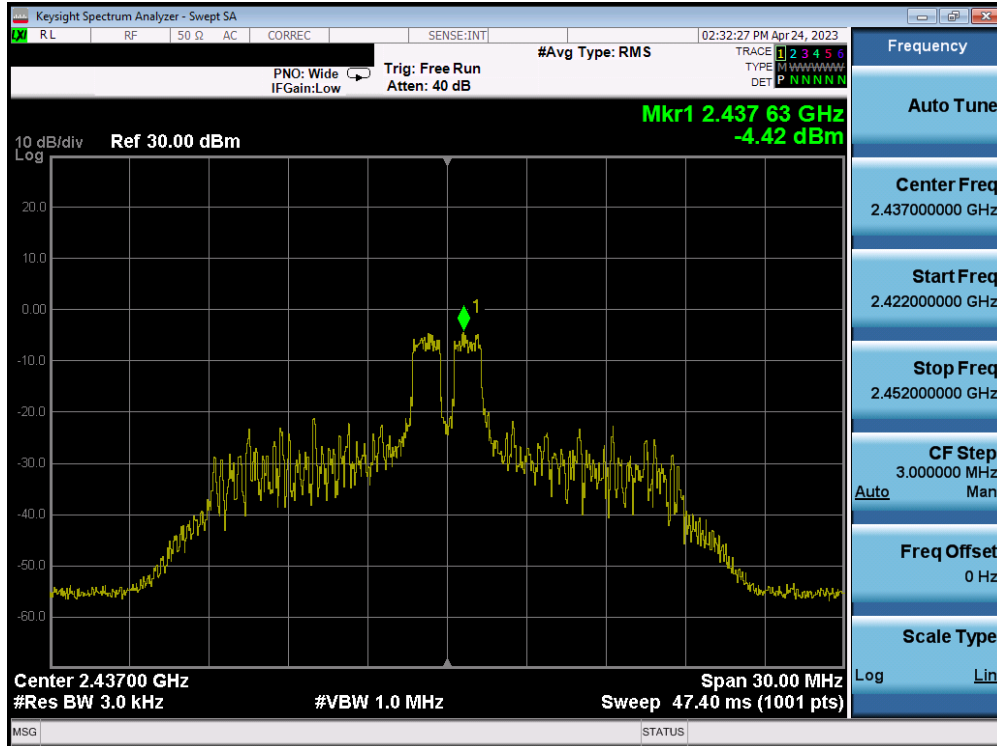 Keysight Spectrum Analyzer - Swept SA
LXI RL RF 50 Ω AC CORREC SENSE:INT 02:32:27 PM Apr 24, 2023
#Avg Type: RMS
TRACE 1 2 3 4 5 6
TYPE M W W W W W
DET P N N N N N
PNO: Wide
IFGain:Low
Trig: Free Run
Atten: 40 dB
Mkr1 2.437 63 GHz
-4.42 dBm
10 dB/div Ref 30.00 dBm
Log
1
20.0
10.0
0.00
-10.0
-20.0
-30.0
-40.0
-50.0
-60.0
Center 2.43700 GHz Span 30.00 MHz
#Res BW 3.0 kHz #VBW 1.0 MHz Sweep 47.40 ms (1001 pts)
MSG STATUS
Frequency
Auto Tune
Center Freq
2.437000000 GHz
Start Freq
2.422000000 GHz
Stop Freq
2.452000000 GHz
CF Step
3.000000 MHz
Auto Man
Freq Offset
0 Hz
Scale Type
Log Lin